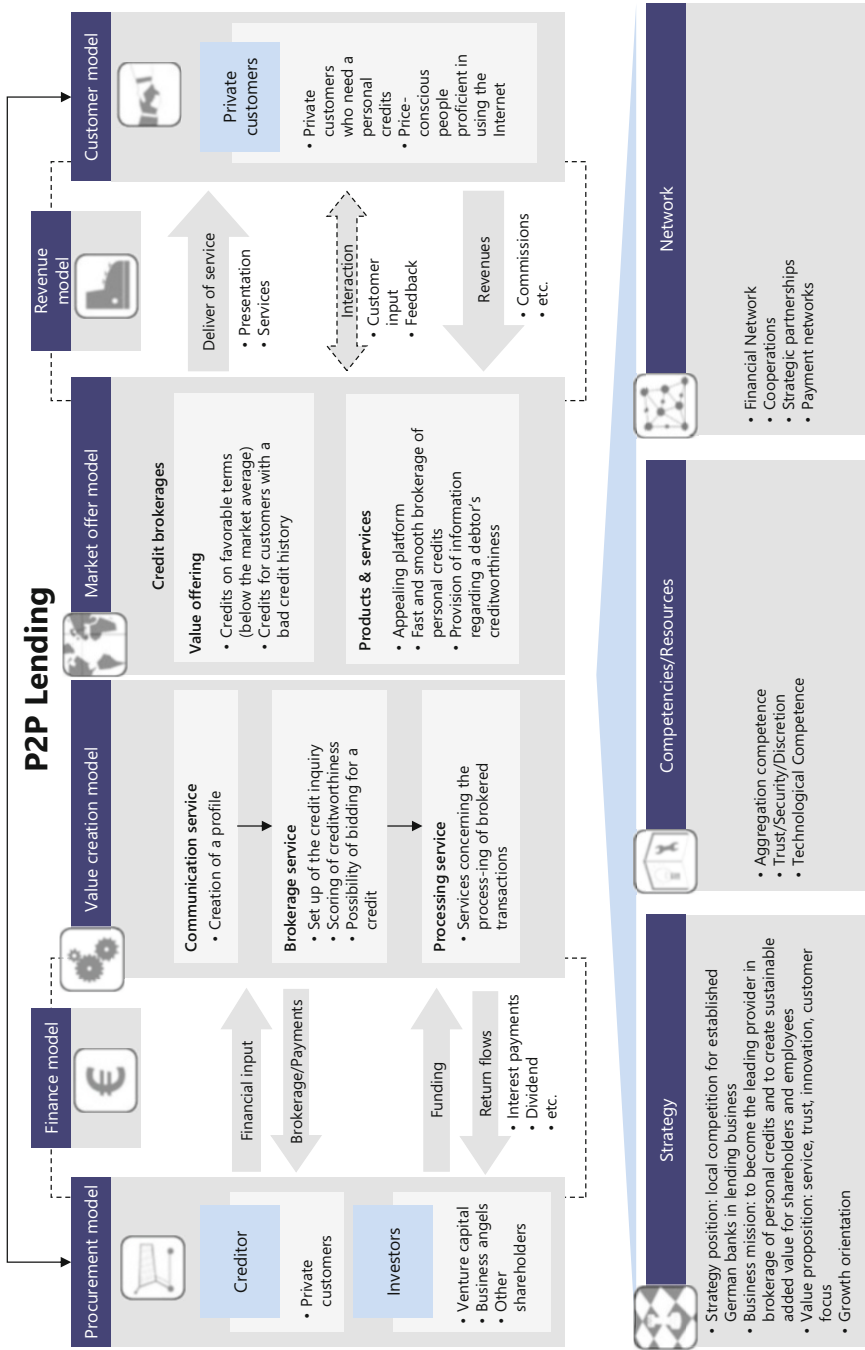 P2P Lending
Procurement model
Creditor
• Private
customers
Investors
• Venture capital
• Business angels
• Other
shareholders
Finance model
Financial input
Brokerage/Payments
Funding
Return flows
• Interest payments
• Dividend
• etc.
Value creation model
Communication service
• Creation of a profile
Brokerage service
• Set up of the credit inquiry
• Scoring of creditworthiness
• Possibility of bidding for a
credit
Processing service
• Services concerning the
process-ing of brokered
transactions
Market offer model
Credit brokerages
Value offering
• Credits on favorable terms
(below the market average)
• Credits for customers with a
bad credit history
Products & services
• Appealing platform
• Fast and smooth brokerage of
personal credits
• Provision of information
regarding a debtor's
creditworthiness
Revenue
model
Deliver of service
• Presentation
• Services
Interaction
• Customer
input
• Feedback
Revenues
• Commissions
• etc.
Customer model
Private
customers
• Private
customers
who need a
personal
credits
• Price-
conscious
people
proficient in
using the
Internet
Strategy
• Strategy position: local competition for established
German banks in lending business
• Business mission: to become the leading provider in
brokerage of personal credits and to create sustainable
added value for shareholders and employees
• Value proposition: service, trust, innovation, customer
focus
• Growth orientation
Competencies/Resources
• Aggregation competence
• Trust/Security/Discretion
• Technological Competence
Network
• Financial Network
• Cooperations
• Strategic partnerships
• Payment networks